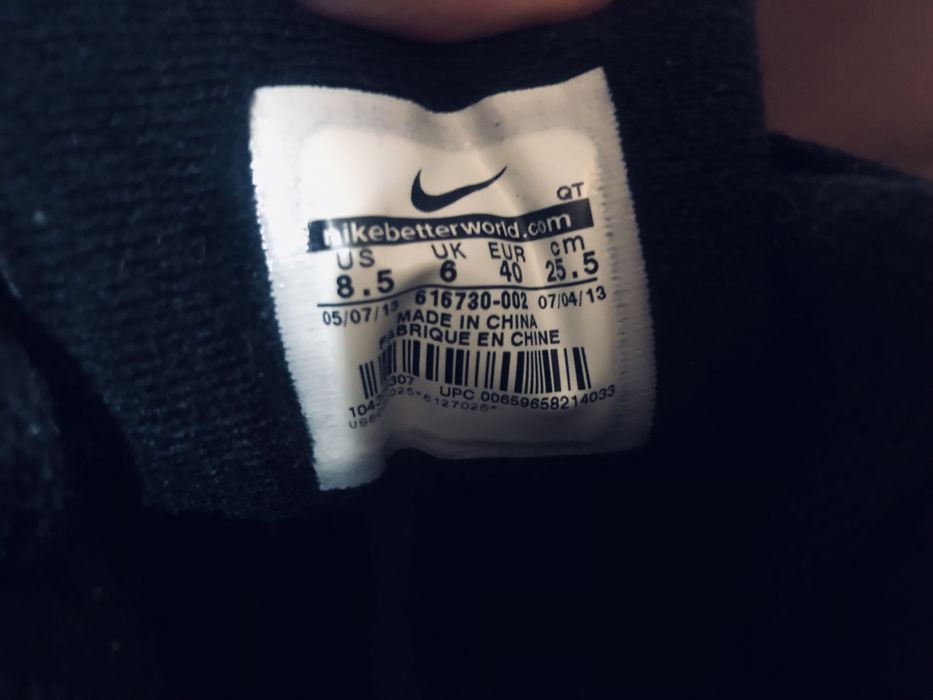 QT
nikebetterworld.com
US UK EUR cm
8.5 6 40 25.5
05/07/13 616730-002 07/04/13
MADE IN CHINA
FABRIQUE EN CHINE
UPC 00659658214033